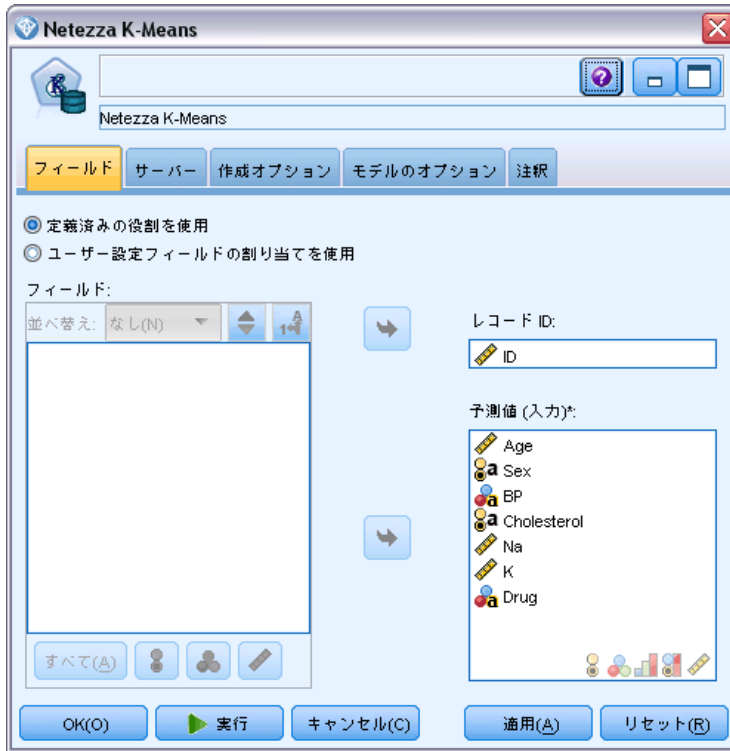 Netezza K-Means
Netezza K-Means
フィールド サーバー 作成オプション モデルのオプション 注釈
定義済みの役割を使用
ユーザー設定フィールドの割り当てを使用
フィールド:
並べ替え: なし(N)
レコード ID:
ID
予測値 (入力)*:
Age
Sex
BP
Cholesterol
Na
K
Drug
すべて(A)
OK(O) 実行 キャンセル(C) 適用(A) リセット(R)